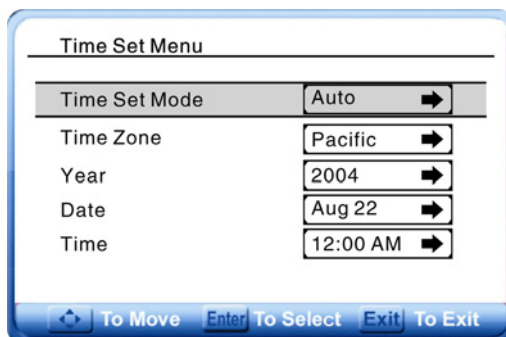 Time Set Menu
Time Set Mode Auto
Time Zone Pacific
Year 2004
Date Aug 22
Time 12:00 AM
To Move Enter To Select Exit To Exit